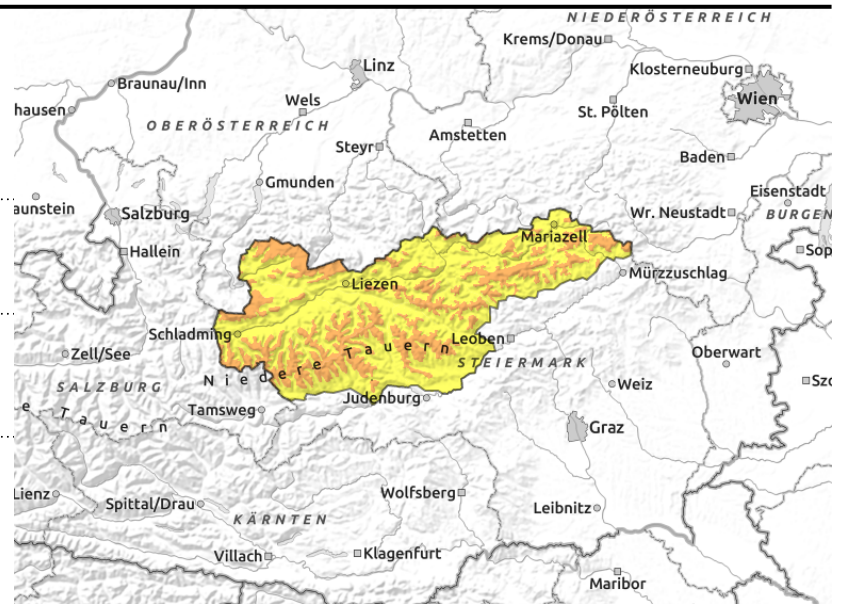 NIEDERÖSTERREICH
Krems/Donau
Linz
Klosterneuburg
Braunau/Inn
Wien
Wels
hausen
St. Pölten
OBERÖSTERREICH
Amstetten
Steyr
Baden
Gmunden
Eisenstadt
aunstein
Salzburg
Wr. Neustadt
BURGEN
Mariazell
Hallein
Sop
Mürzzuschlag
Liezen
Schladming
Leoben
Zell/See
Niedere Tauern
STEIERMARK
Oberwart
SALZBURG
Weiz
Szo
Judenburg
Tamsweg
e Tauern
Graz
Lienz
Wolfsberg
Spittal/Drau
Leibnitz
KÄRNTEN
Villach
Klagenfurt
Maribor